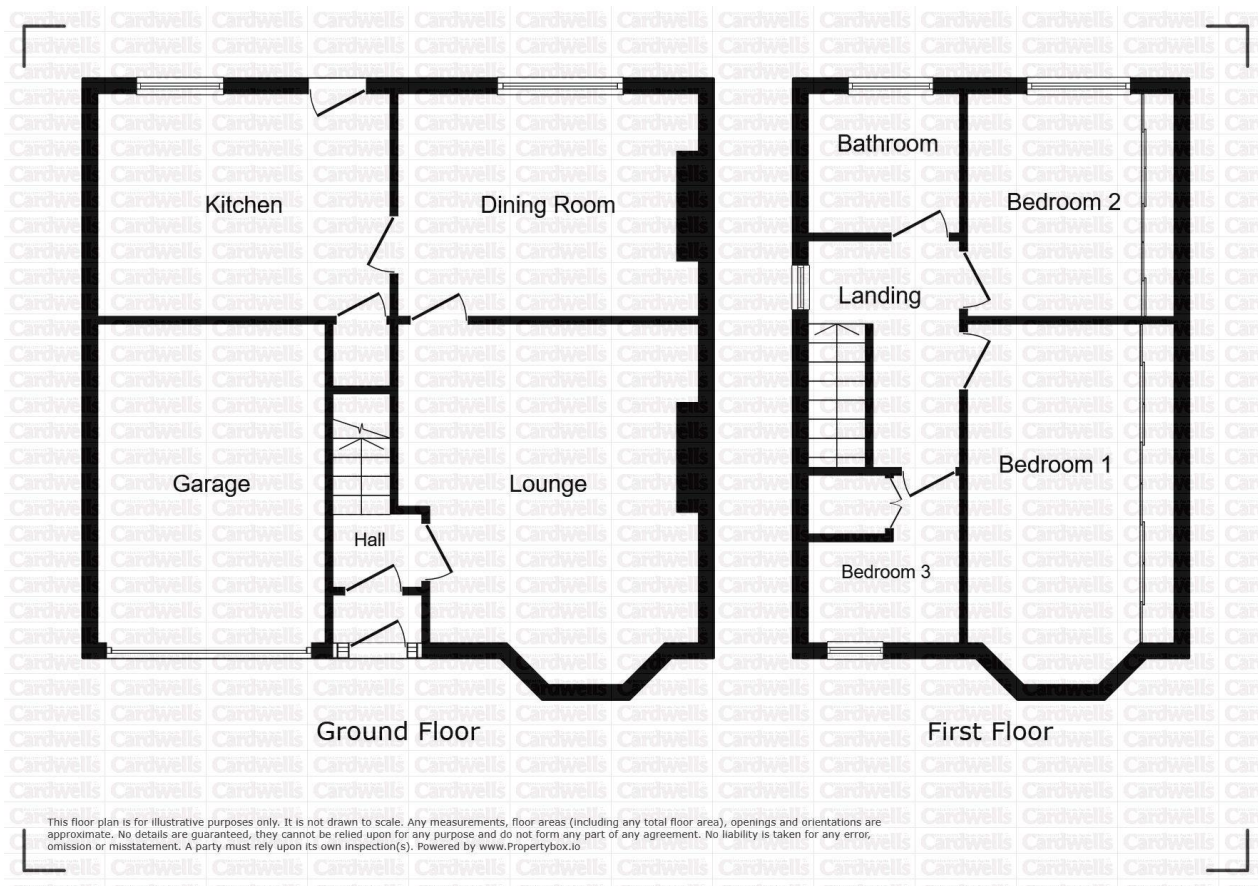 Kitchen
Dining Room
Bathroom
Bedroom 2
Landing
Garage
Lounge
Hall
Bedroom 1
Bedroom 3
Ground Floor
First Floor
This floor plan is for illustrative purposes only. It is not drawn to scale. Any measurements, floor areas (including any total floor area), openings and orientations are
approximate. No details are guaranteed, they cannot be relied upon for any purpose and do not form any part of any agreement. No liability is taken for any error,
omission or misstatement. A party must rely upon its own inspection(s). Powered by www.Propertybox.io
Cardwells